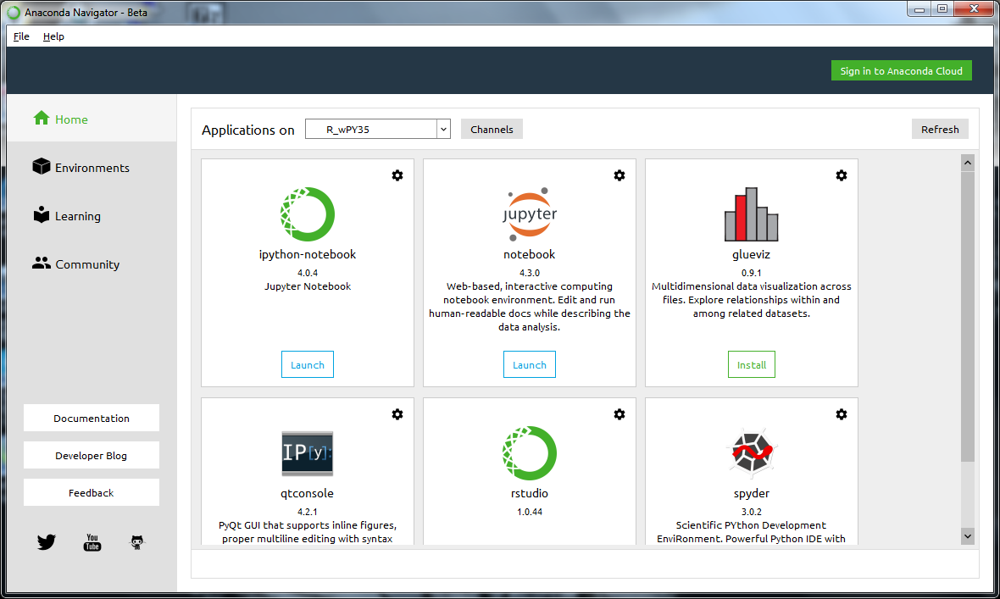 Anaconda Navigator - Beta
File Help
Sign in to Anaconda Cloud
Home
Environments
Learning
Community
Documentation
Developer Blog
Feedback
You
Tube
Applications on R_wPY35 Channels Refresh
ipython-notebook
4.0.4
Jupyter Notebook
Launch
jupyter
notebook
4.3.0
Web-based, interactive computing
notebook environment. Edit and run
human-readable docs while describing the
data analysis.
Launch
glueviz
0.9.1
Multidimensional data visualization across
files. Explore relationships within and
among related datasets.
Install
IP[y]:
qtconsole
4.2.1
PyQt GUI that supports inline figures,
proper multiline editing with syntax
rstudio
1.0.44
spyder
3.0.2
Scientific PYthon Development
EnviRonment. Powerful Python IDE with